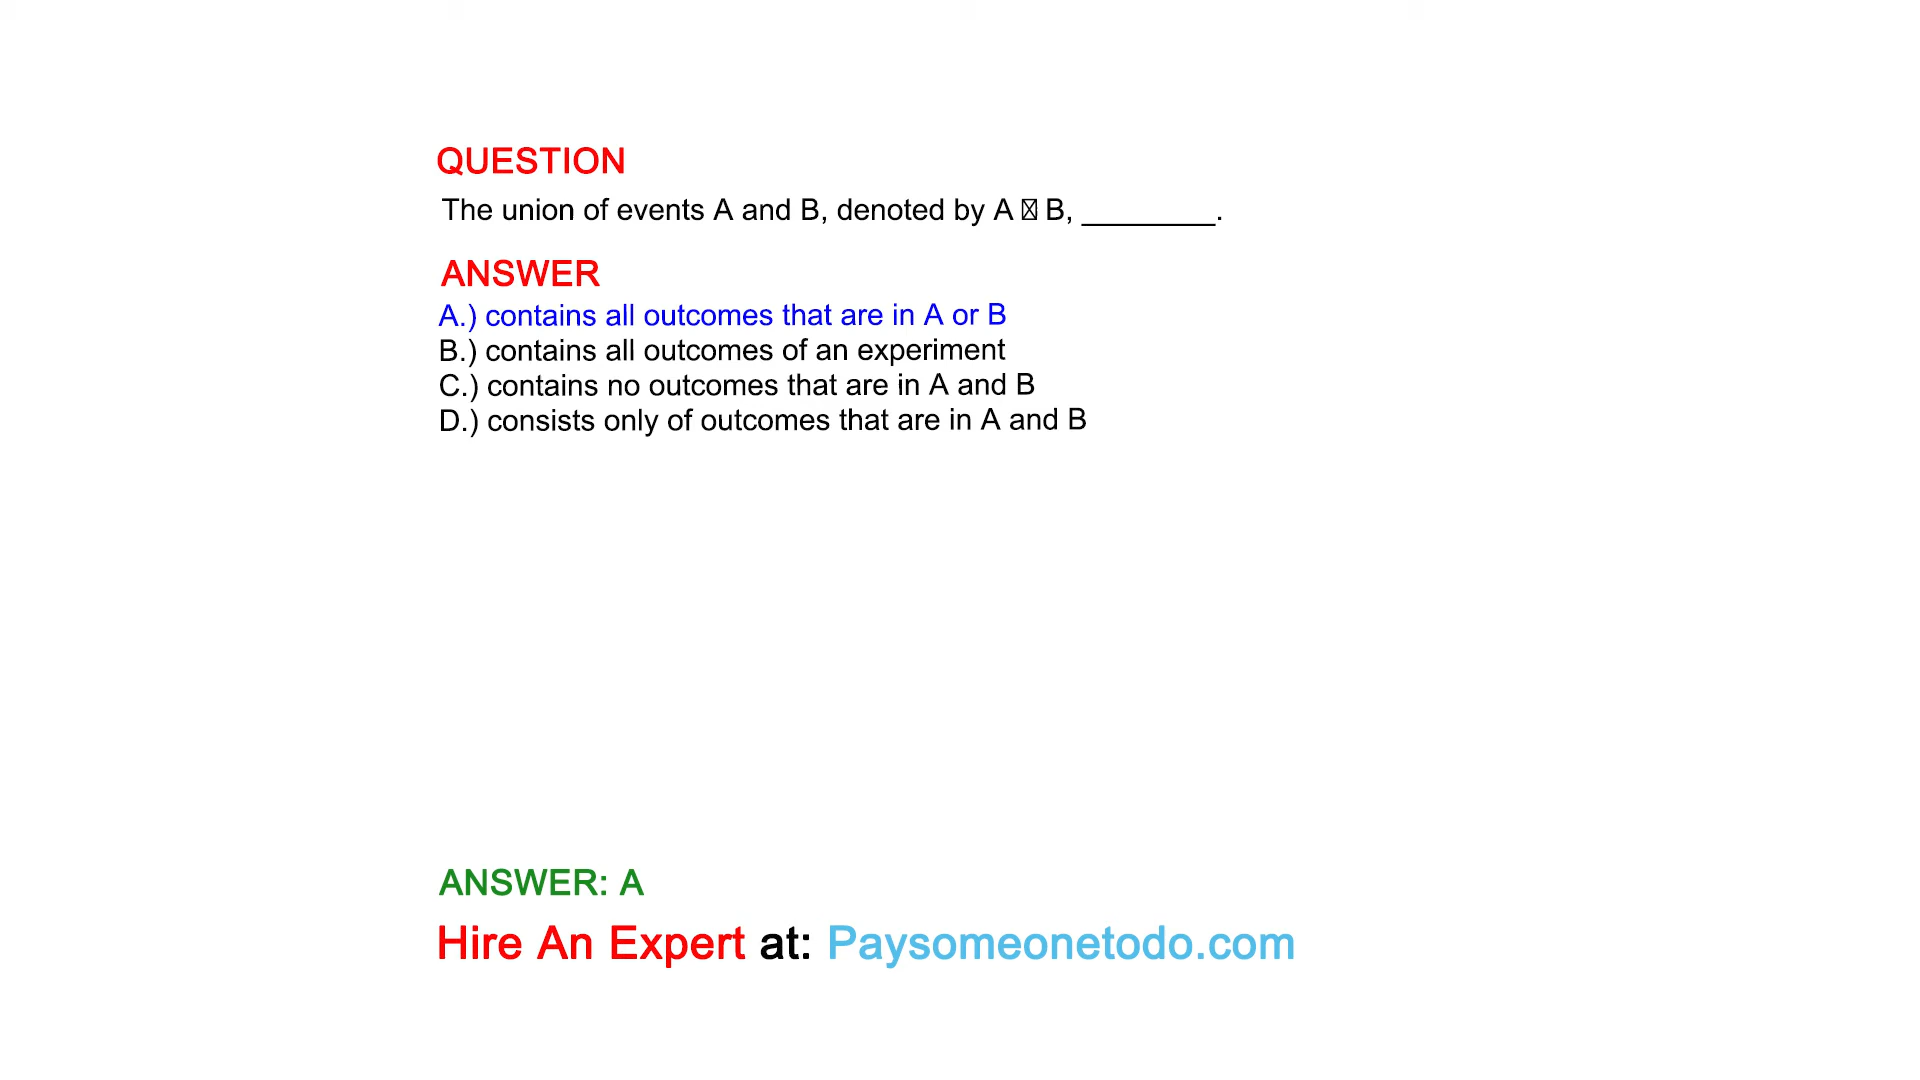 QUESTION
The union of events A and B, denoted by A  B, ________.
ANSWER
A.) contains all outcomes that are in A or B
B.) contains all outcomes of an experiment
C.) contains no outcomes that are in A and B
D.) consists only of outcomes that are in A and B
ANSWER: A
Hire An Expert at: Paysomeonetodo.com